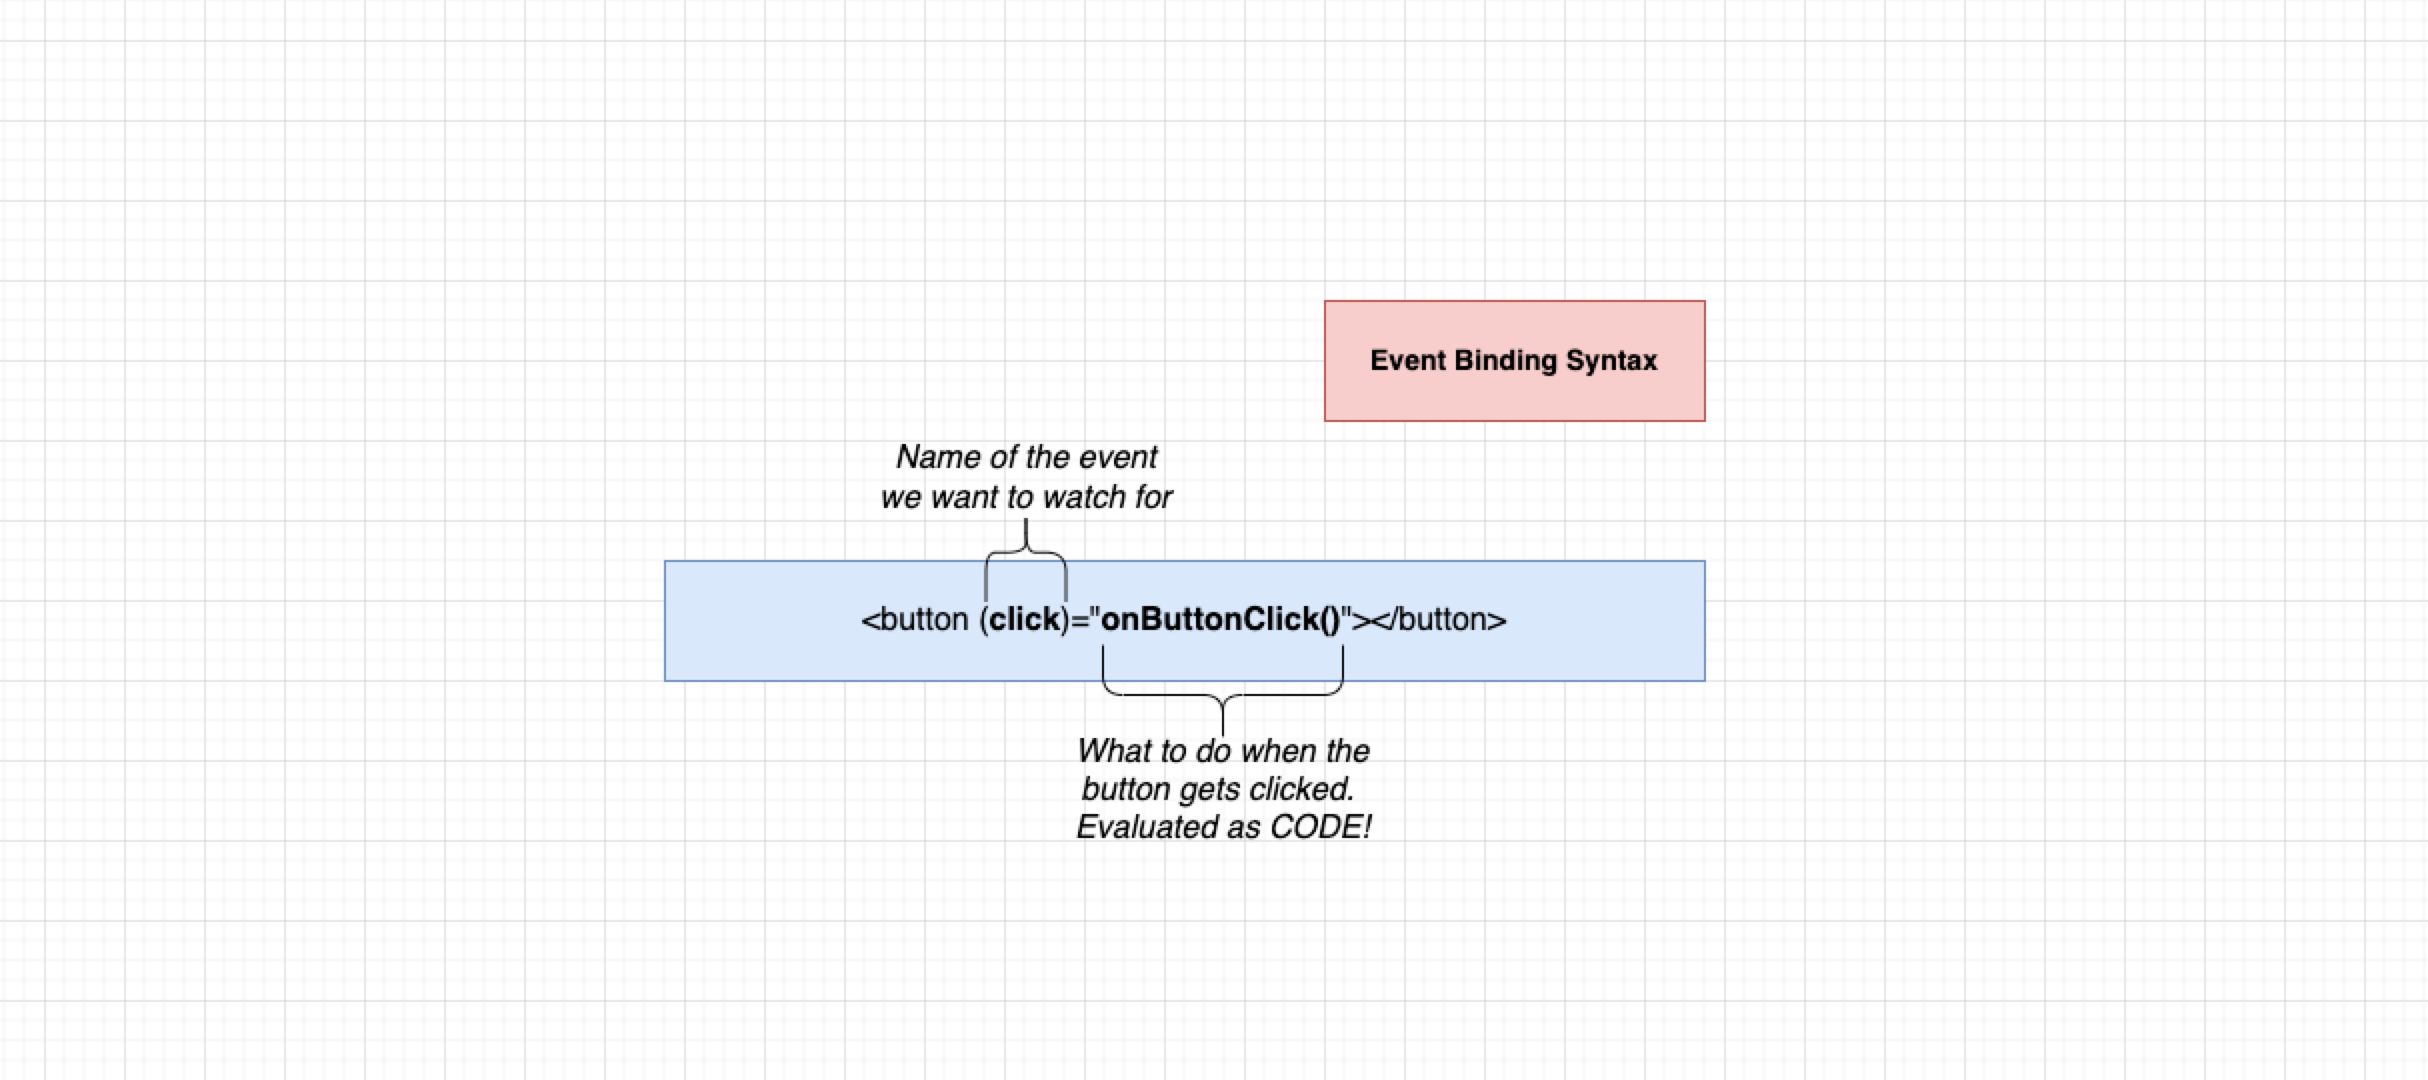 Event Binding Syntax
Name of the event
we want to watch for
<button (click)="onButtonClick()"></button>
What to do when the
button gets clicked.
Evaluated as CODE!